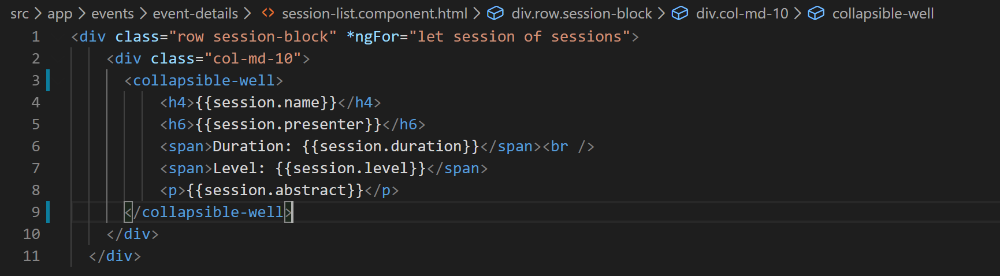 src > app > events > event-details > <> session-list.component.html > div.row.session-block > div.col-md-10 > collapsible-well
1 <div class="row session-block" *ngFor="let session of sessions">
2 <div class="col-md-10">
3 <collapsible-well>
4 <h4>{{session.name}}</h4>
5 <h6>{{session.presenter}}</h6>
6 <span>Duration: {{session.duration}}</span><br />
7 <span>Level: {{session.level}}</span>
8 <p>{{session.abstract}}</p>
9 </collapsible-well>
10 </div>
11 </div>